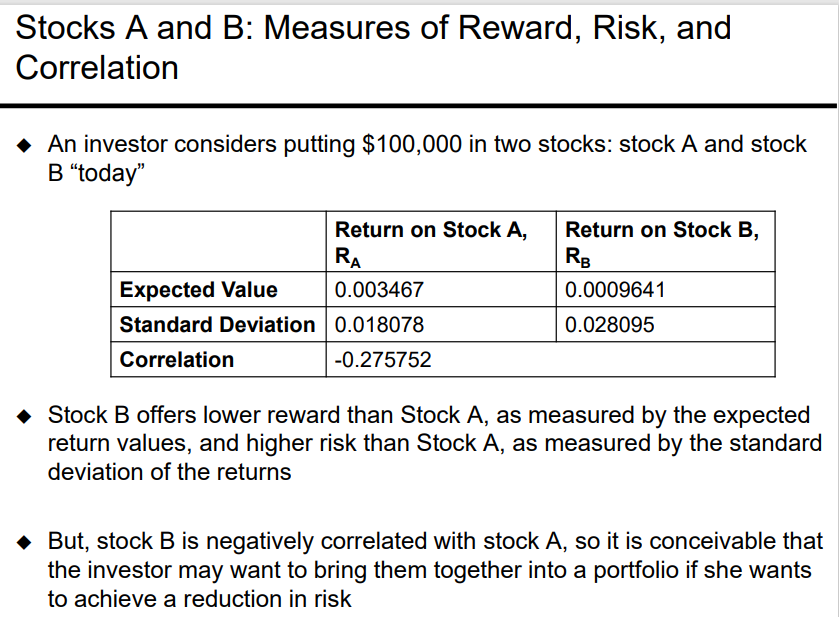 Stocks A and B: Measures of Reward, Risk, and
Correlation
◆ An investor considers putting $100,000 in two stocks: stock A and stock
B “today”
Return on Stock A, Return on Stock B,
RA RB
Expected Value 0.003467 0.0009641
Standard Deviation 0.018078 0.028095
Correlation -0.275752
◆ Stock B offers lower reward than Stock A, as measured by the expected
return values, and higher risk than Stock A, as measured by the standard
deviation of the returns
◆ But, stock B is negatively correlated with stock A, so it is conceivable that
the investor may want to bring them together into a portfolio if she wants
to achieve a reduction in risk